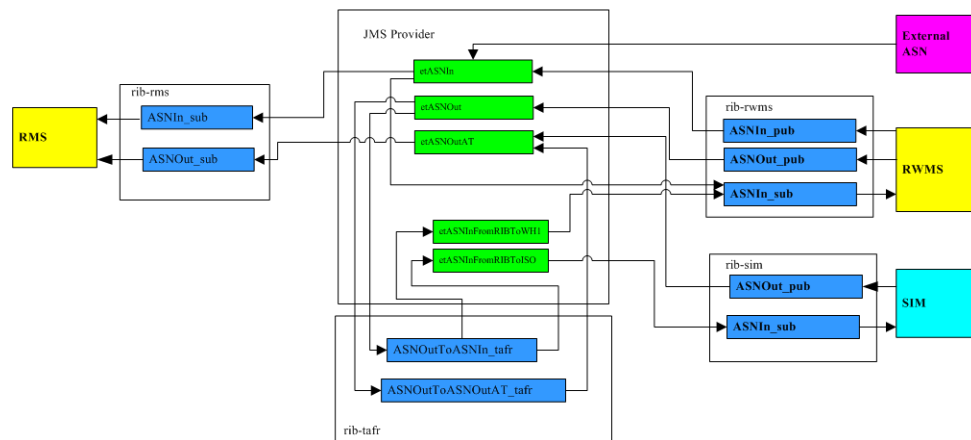 JMS Provider
External
ASN
etASNIn
rib-rms
etASNOut
rib-rwms
ASNIn_sub
RMS
ASNIn_pub
etASNOutAT
ASNOut_sub
ASNOut_pub
RWMS
ASNIn_sub
etASNInFromRIBToWH1
etASNInFromRIBToISO
rib-sim
ASNOut_pub
SIM
ASNIn_sub
ASNOutToASNIn_tafr
ASNOutToASNOutAT_tafr
rib-tafr